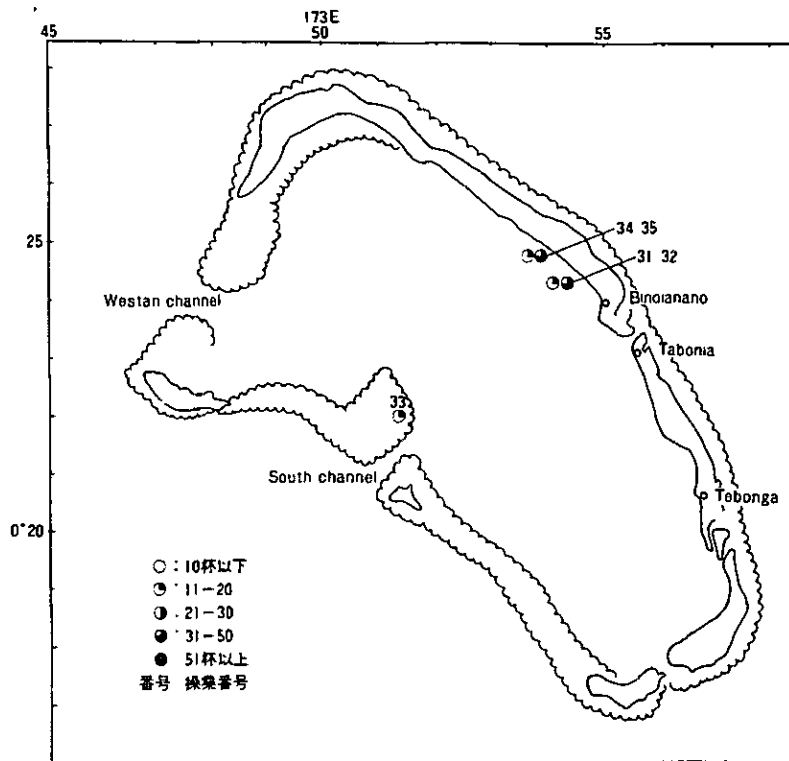 173E
45 50 55
34 35
25
31 32
Binoianano
Westan channel
Tabonia
33
South channel
Tebonga
0°20
○ : 10杯以下
11-20
21-30
31-50
51杯以上
番号 操業番号